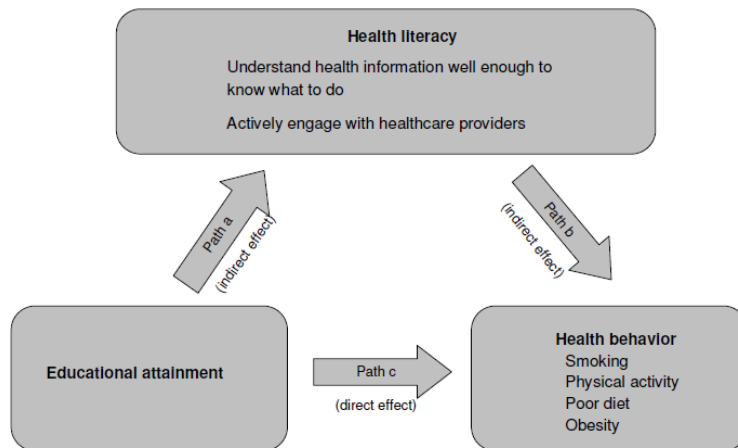 Health literacy
Understand health information well enough to
know what to do
Actively engage with healthcare providers
Path a
(indirect effect)
Path b
(indirect effect)
Educational attainment
Path c
(direct effect)
Health behavior
Smoking
Physical activity
Poor diet
Obesity